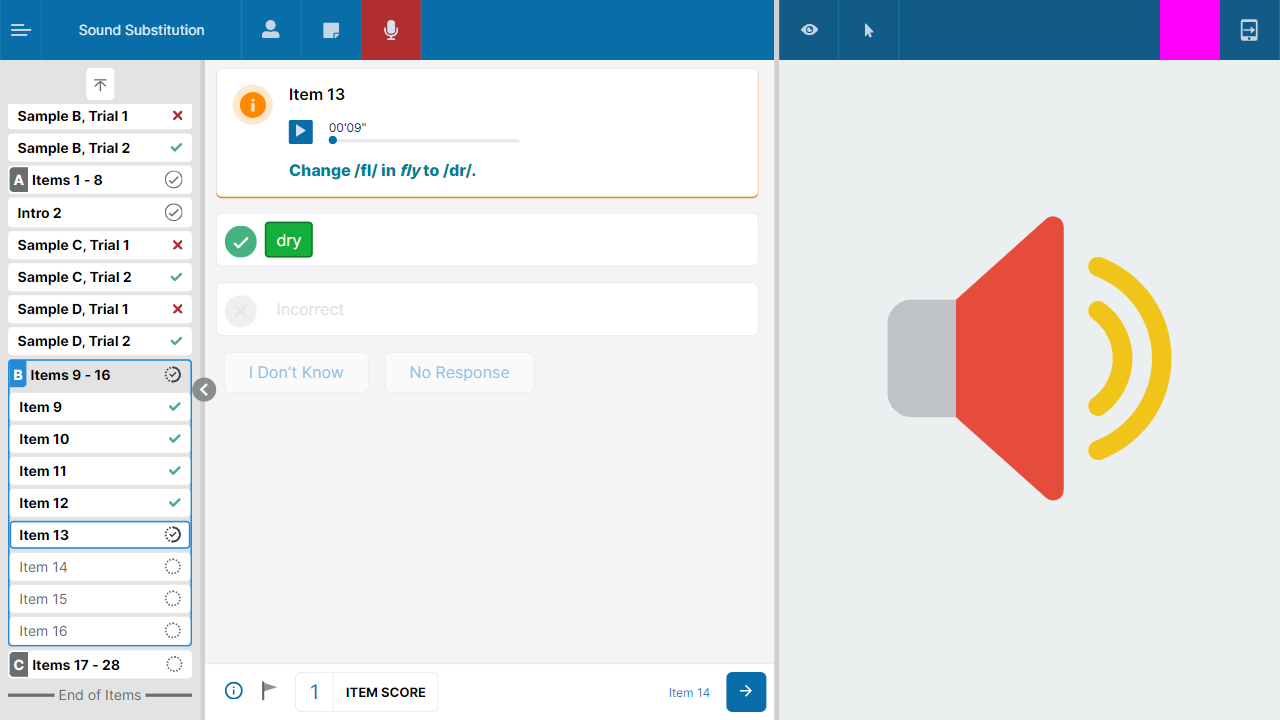 Sound Substitution
Sample B, Trial 1
Sample B, Trial 2
A Items 1 - 8
Intro 2
Sample C, Trial 1
Sample C, Trial 2
Sample D, Trial 1
Sample D, Trial 2
B Items 9 - 16
Item 9
Item 10
Item 11
Item 12
Item 13
Item 14
Item 15
Item 16
C Items 17 - 28
End of Items
Item 13
00'09"
Change /fl/ in fly to /dr/.
dry
Incorrect
I Don't Know
No Response
1 ITEM SCORE
Item 14